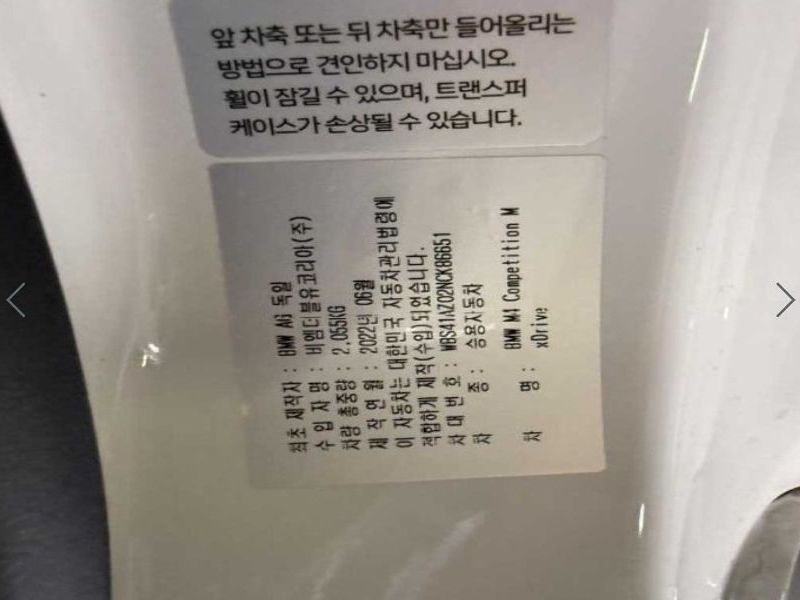 앞 차축 또는 뒤 차축만 들어올리는
방법으로 견인하지 마십시오.
휠이 잠길 수 있으며, 트랜스퍼
케이스가 손상될 수 있습니다.
최초 제작자 : BMW AG 독일
수 입 자 명 : 비엠더블유코리아(주)
차량 총중량 : 2,055KG
제 작 연 월 : 2022년 06월
이 자동차는 대한민국 자동차관리법령에
적합하게 제작(수입)되었습니다.
차 대 번 호 : WBS41AZ02NCK86651
차 종 : 승용자동차
차 명 : BMW M4 Competition M
xDrive